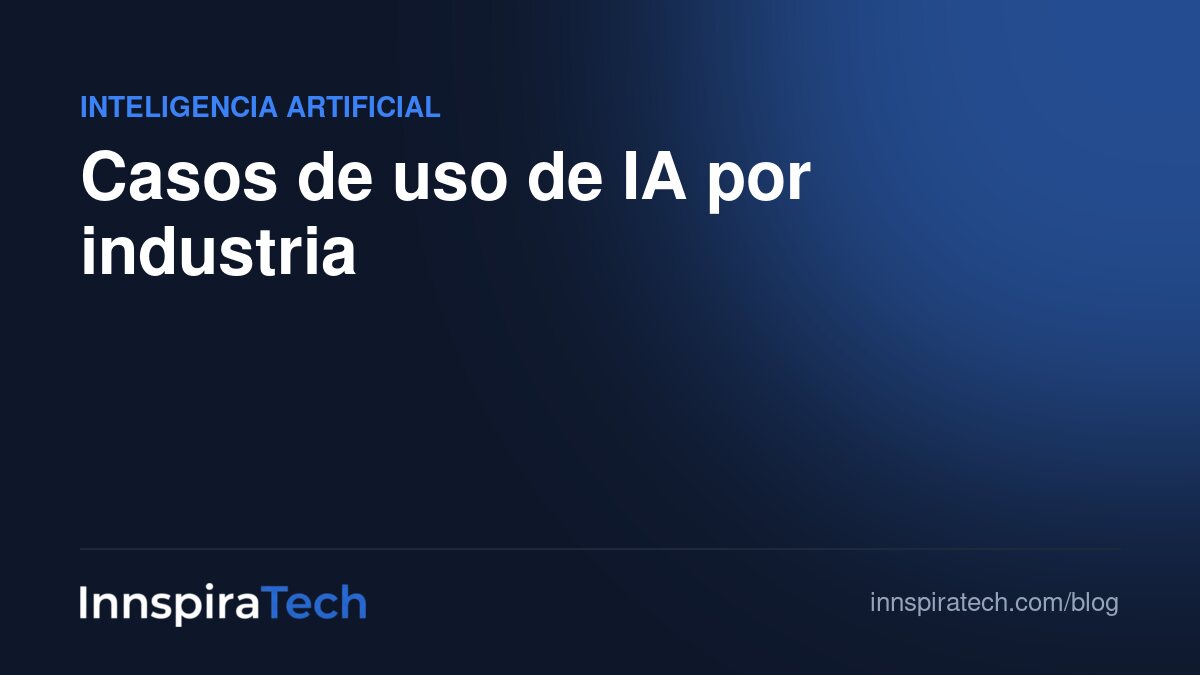 INTELIGENCIA ARTIFICIAL
Casos de uso de IA por
industria
InnspiraTech
innspiratech.com/blog